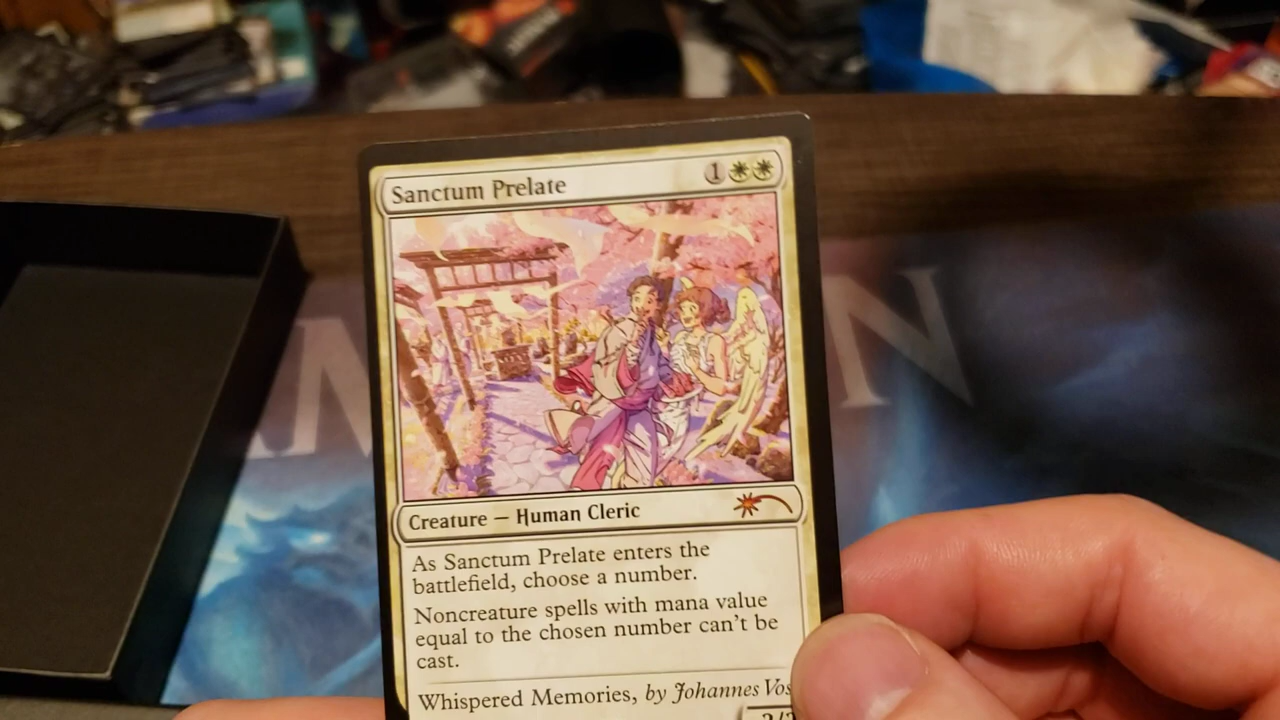 Sanctum Prelate 1
Creature — Human Cleric
As Sanctum Prelate enters the
battlefield, choose a number.
Noncreature spells with mana value
equal to the chosen number can't be
cast.
Whispered Memories, by Johannes Vos